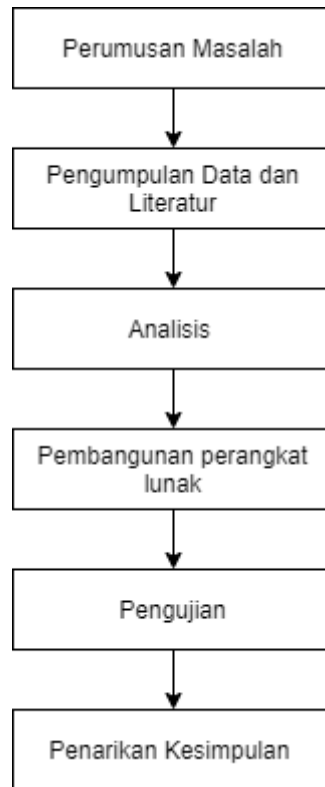 Perumusan Masalah
Pengumpulan Data dan
Literatur
Analisis
Pembangunan perangkat
lunak
Pengujian
Penarikan Kesimpulan